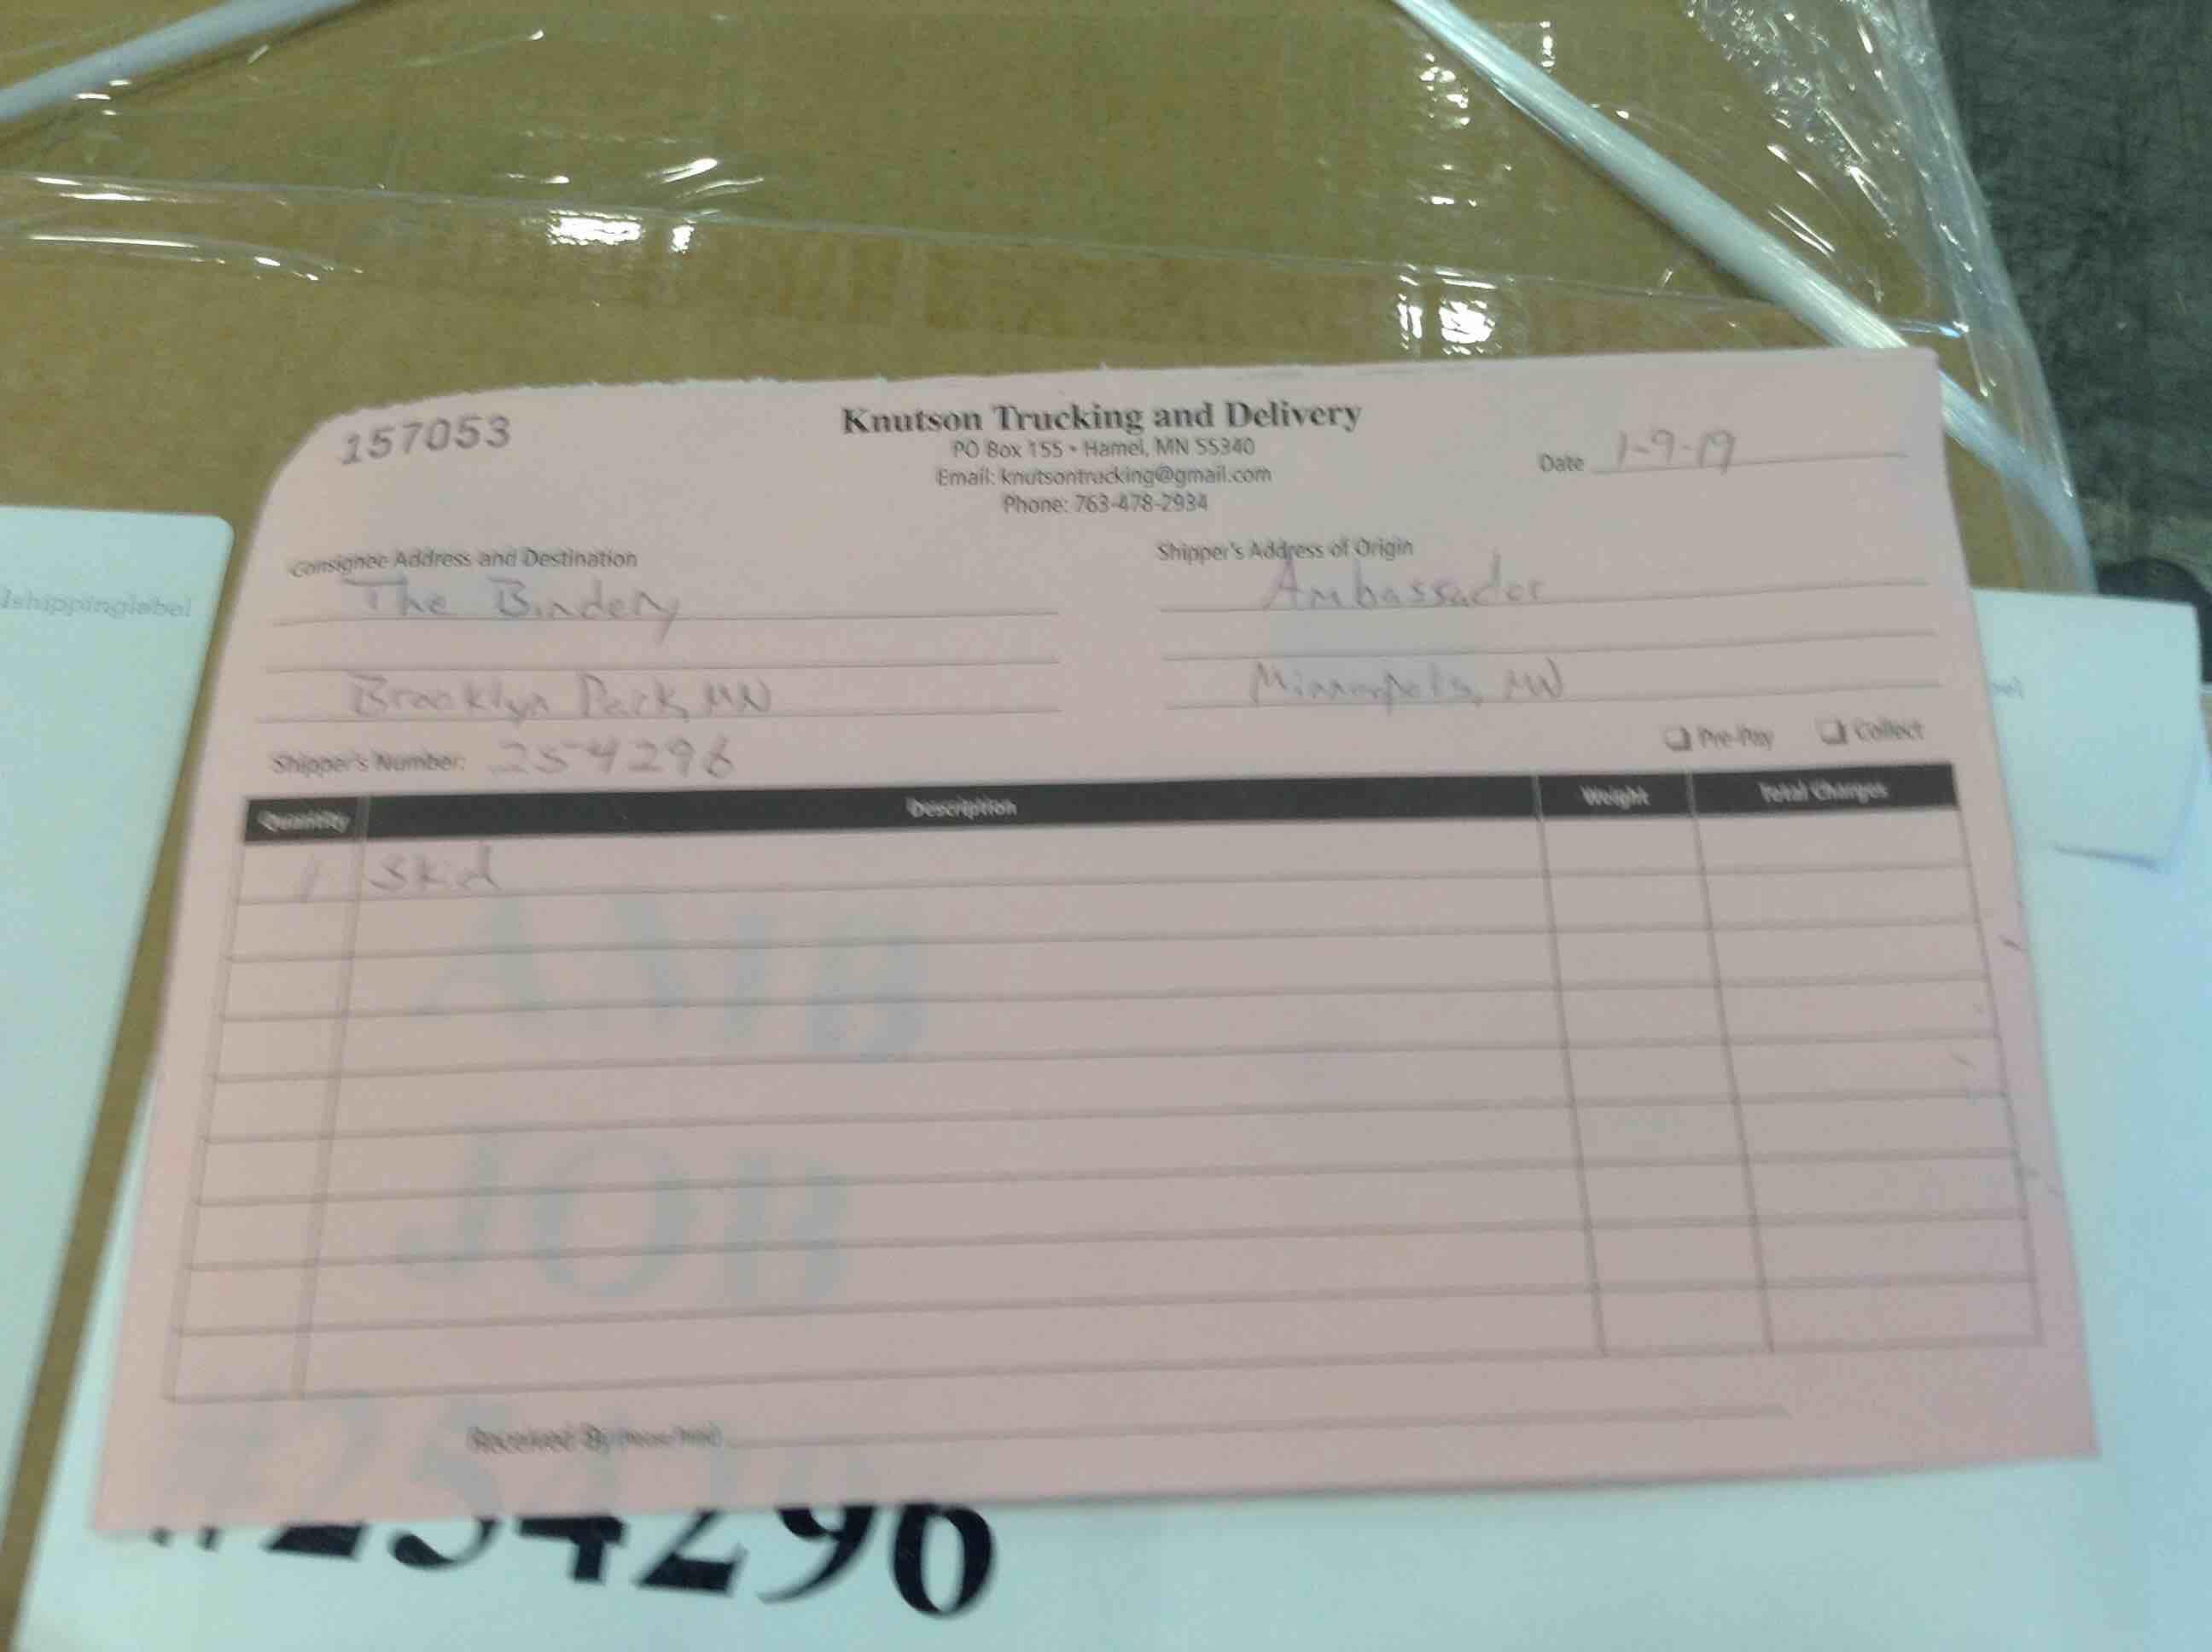 157053
Knutson Trucking and Delivery
PO Box 155 • Hamel, MN 55340
Email: knutsontrucking@gmail.com
Phone: 763-478-2934
Date 1-9-19
Consignee Address and Destination
The Bindery
Brooklyn Park, MN
Shipper's Address of Origin
Ambassador
Minneapolis, MN
Shipper's Number: 254296
Pre-Pay Collect
Quantity Description Weight Total Charges
1 Skid
AMB
JOB
Received By
#254296